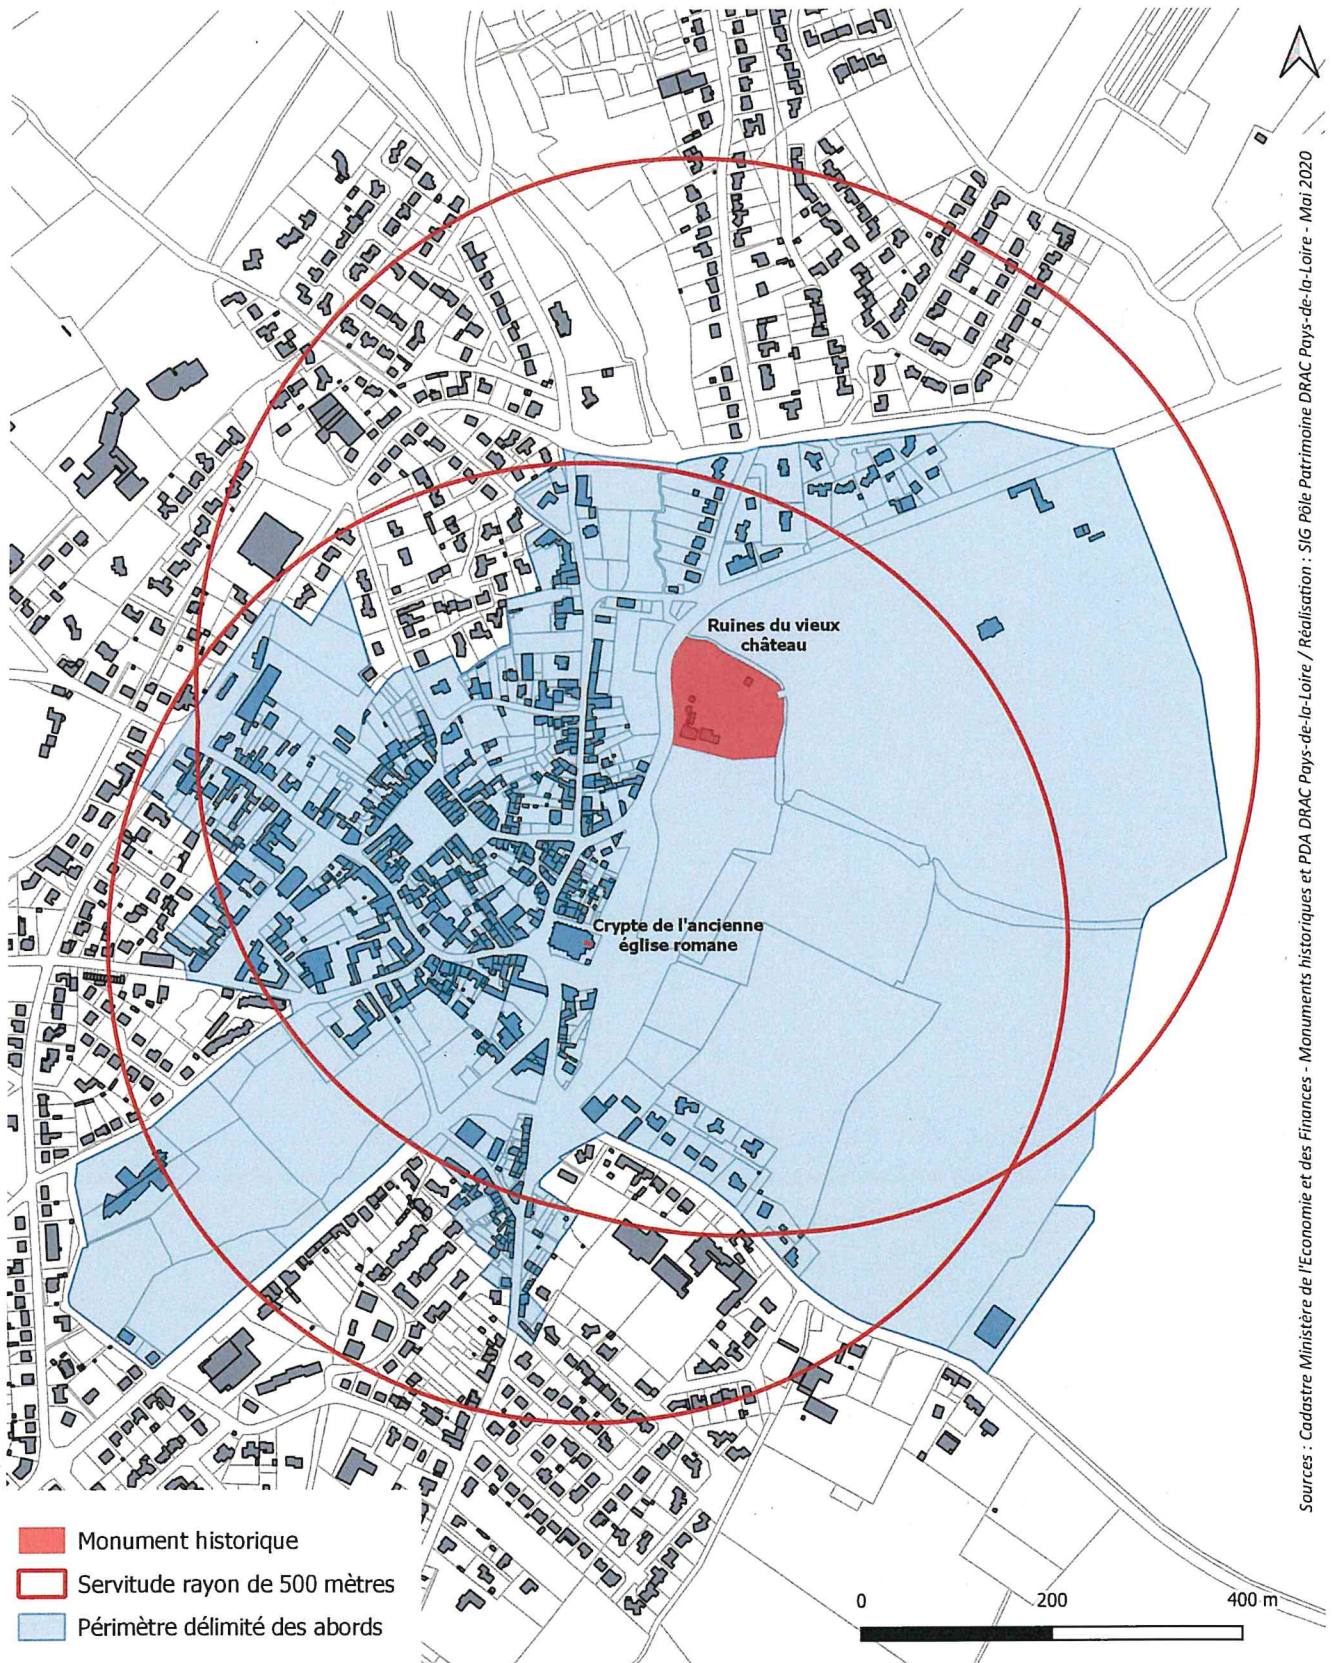 Ruines du vieux
château
Crypte de l'ancienne
église romane
Monument historique
Servitude rayon de 500 mètres
Périmètre délimité des abords
0 200 400 m
Sources : Cadastre Ministère de l'Economie et des Finances - Monuments historiques et PDA DRAC Pays-de-la-Loire / Réalisation : SIG Pôle Patrimoine DRAC Pays-de-la-Loire - Mai 2020